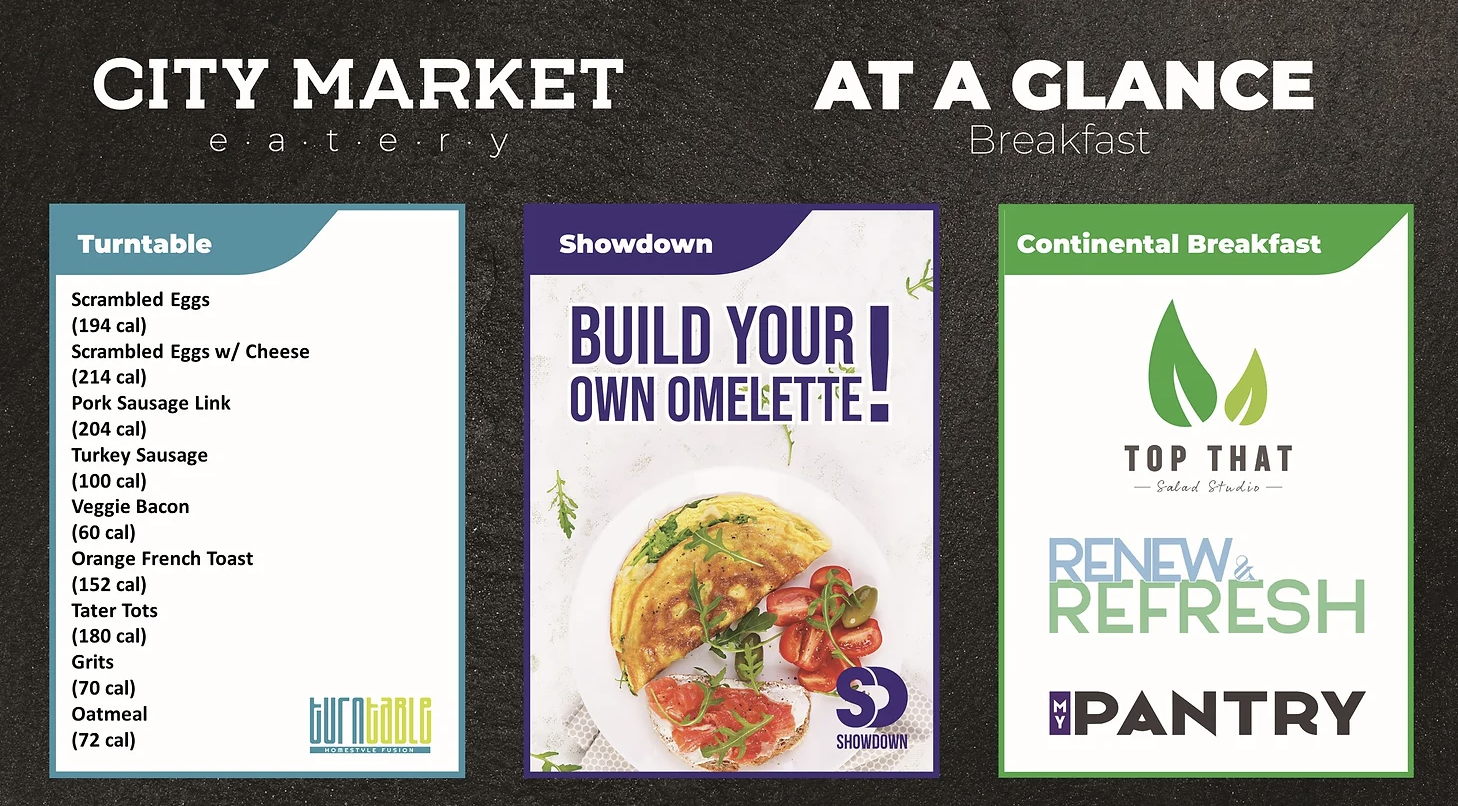 CITY MARKET
e·a·t·e·r·y
AT A GLANCE
Breakfast
Turntable
Scrambled Eggs
(194 cal)
Scrambled Eggs w/ Cheese
(214 cal)
Pork Sausage Link
(204 cal)
Turkey Sausage
(100 cal)
Veggie Bacon
(60 cal)
Orange French Toast
(152 cal)
Tater Tots
(180 cal)
Grits
(70 cal)
Oatmeal
(72 cal)
turntable
HOMESTYLE FUSION
Showdown
BUILD YOUR
OWN OMELETTE!
SD
SHOWDOWN
Continental Breakfast
TOP THAT
Salad Studio
RENEW &
REFRESH
MY PANTRY